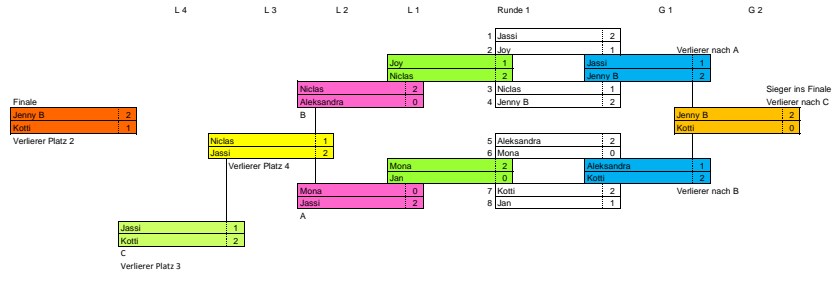 L 4 L 3 L 2 L 1 Runde 1 G 1 G 2
1 Jassi 2
2 Joy 1 Verlierer nach A
Joy 1 Jassi 1
Niclas 2 Jenny B 2
Niclas 2 3 Niclas 1 Sieger ins Finale
Finale Aleksandra 0 4 Jenny B 2 Verlierer nach C
Jenny B 2 B Jenny B 2
Kotti 1 Kotti 0
Verlierer Platz 2 Niclas 1 5 Aleksandra 2
Jassi 2 6 Mona 0
Verlierer Platz 4 Mona 2 Aleksandra 1
Jan 0 Kotti 2
Mona 0 7 Kotti 2 Verlierer nach B
Jassi 2 8 Jan 1
A
Jassi 1
Kotti 2
C
Verlierer Platz 3